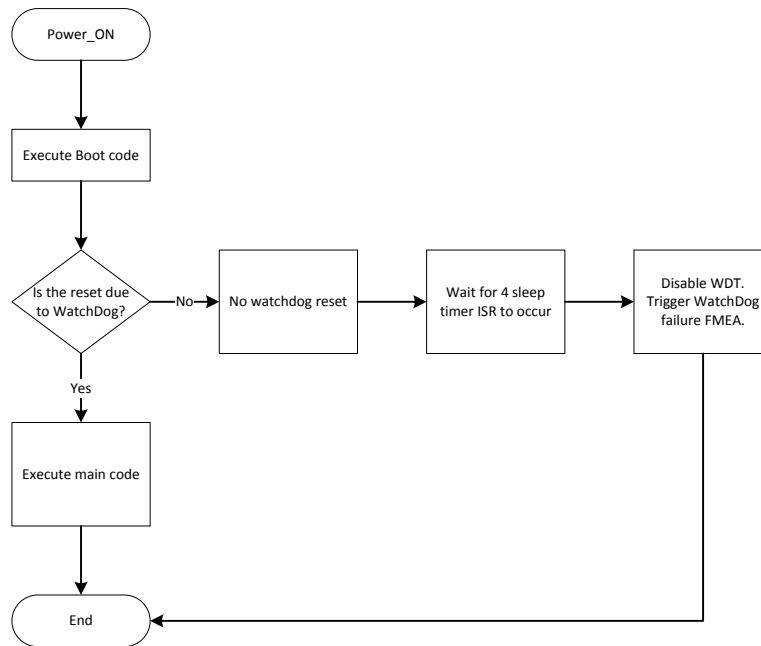 Power_ON
Execute Boot code
Is the reset due
to WatchDog?
No
No watchdog reset
Wait for 4 sleep
timer ISR to occur
Disable WDT.
Trigger WatchDog
failure FMEA.
Yes
Execute main code
End